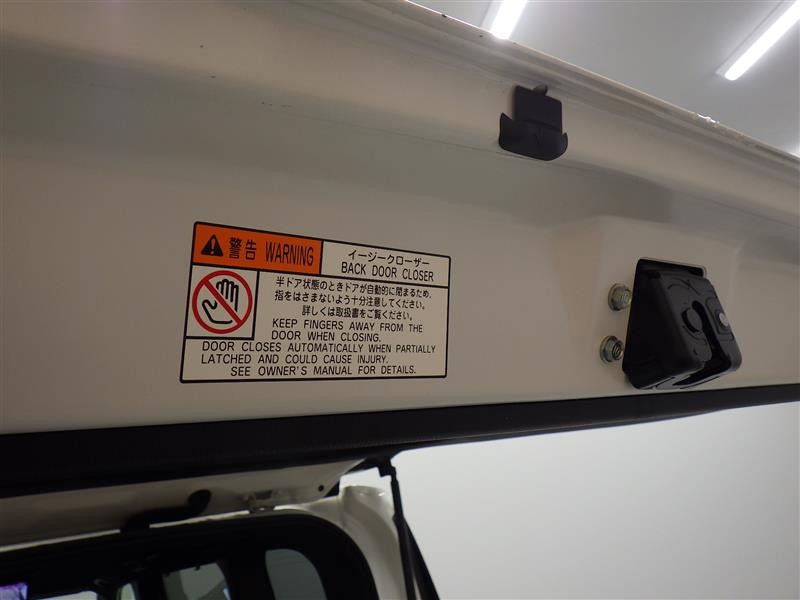 警告 WARNING
イージークローザー
BACK DOOR CLOSER
半ドア状態のときドアが自動的に閉まるため、
指をはさまないよう十分注意してください。
詳しくは取扱書をご覧ください。
KEEP FINGERS AWAY FROM THE
DOOR WHEN CLOSING.
DOOR CLOSES AUTOMATICALLY WHEN PARTIALLY
LATCHED AND COULD CAUSE INJURY.
SEE OWNER'S MANUAL FOR DETAILS.